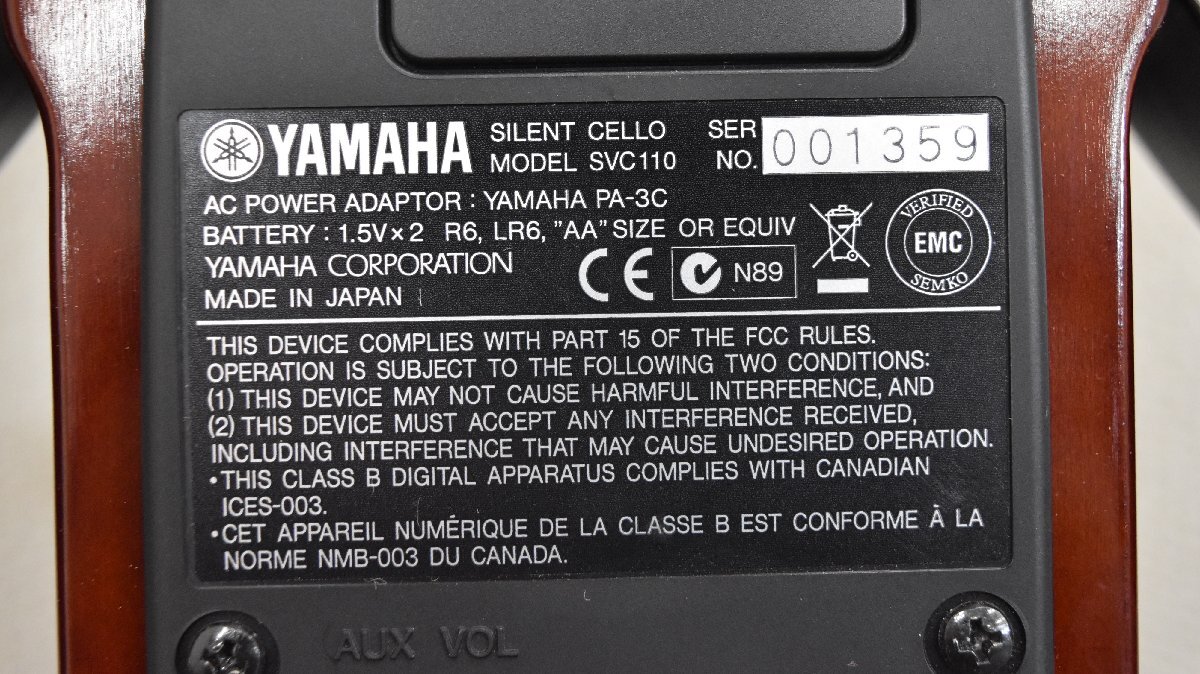 YAMAHA SILENT CELLO SER
MODEL SVC110 NO. 001359
AC POWER ADAPTOR : YAMAHA PA-3C
BATTERY : 1.5V×2 R6, LR6, "AA" SIZE OR EQUIV
YAMAHA CORPORATION
MADE IN JAPAN
CE N89
VERIFIED
EMC
SEMKO
THIS DEVICE COMPLIES WITH PART 15 OF THE FCC RULES.
OPERATION IS SUBJECT TO THE FOLLOWING TWO CONDITIONS:
(1) THIS DEVICE MAY NOT CAUSE HARMFUL INTERFERENCE, AND
(2) THIS DEVICE MUST ACCEPT ANY INTERFERENCE RECEIVED,
INCLUDING INTERFERENCE THAT MAY CAUSE UNDESIRED OPERATION.
•THIS CLASS B DIGITAL APPARATUS COMPLIES WITH CANADIAN
ICES-003.
•CET APPAREIL NUMÉRIQUE DE LA CLASSE B EST CONFORME À LA
NORME NMB-003 DU CANADA.
AUX VOL